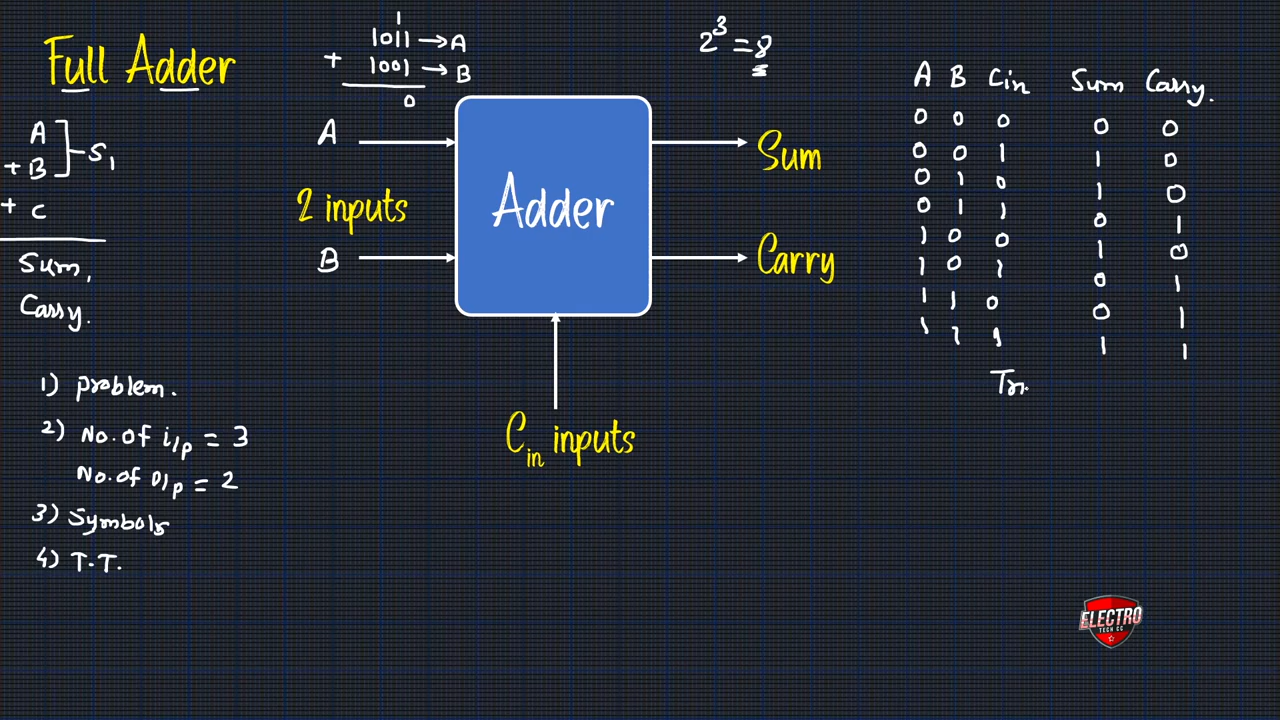 Full Adder
1
1011 → A
+ 1001 → B
0
2³ = 8
A
+ B ] - S1
+ C
Sum,
Carry.
A
2 inputs
B
Adder
Sum
Carry
Cin inputs
A B Cin Sum Carry.
0 0 0 0 0
0 0 1 1 0
0 1 0 1 0
0 1 1 0 1
1 0 0 1 0
1 0 1 0 1
1 1 0 0 1
1 1 1 1 1
1) Problem.
2) No. of i/p = 3
No. of o/p = 2
3) Symbols
4) T.T.
ELECTRO
TECH CC